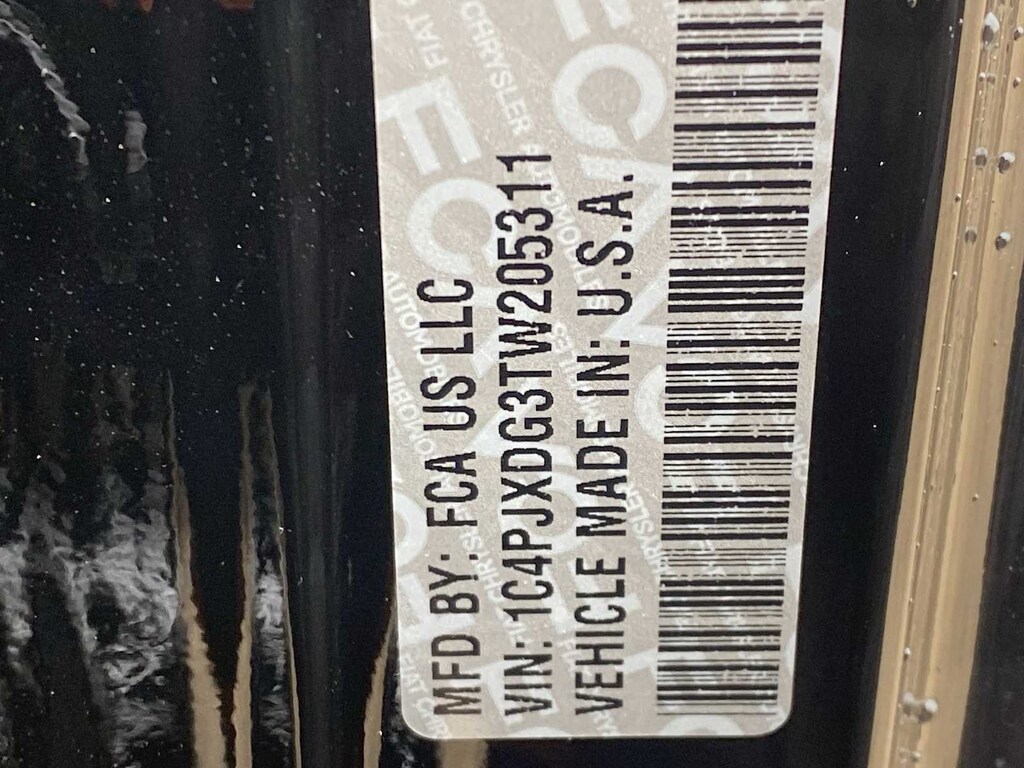 MFD BY: FCA US LLC
VIN: 1C4PJXDG3TW205311
VEHICLE MADE IN: U.S.A.